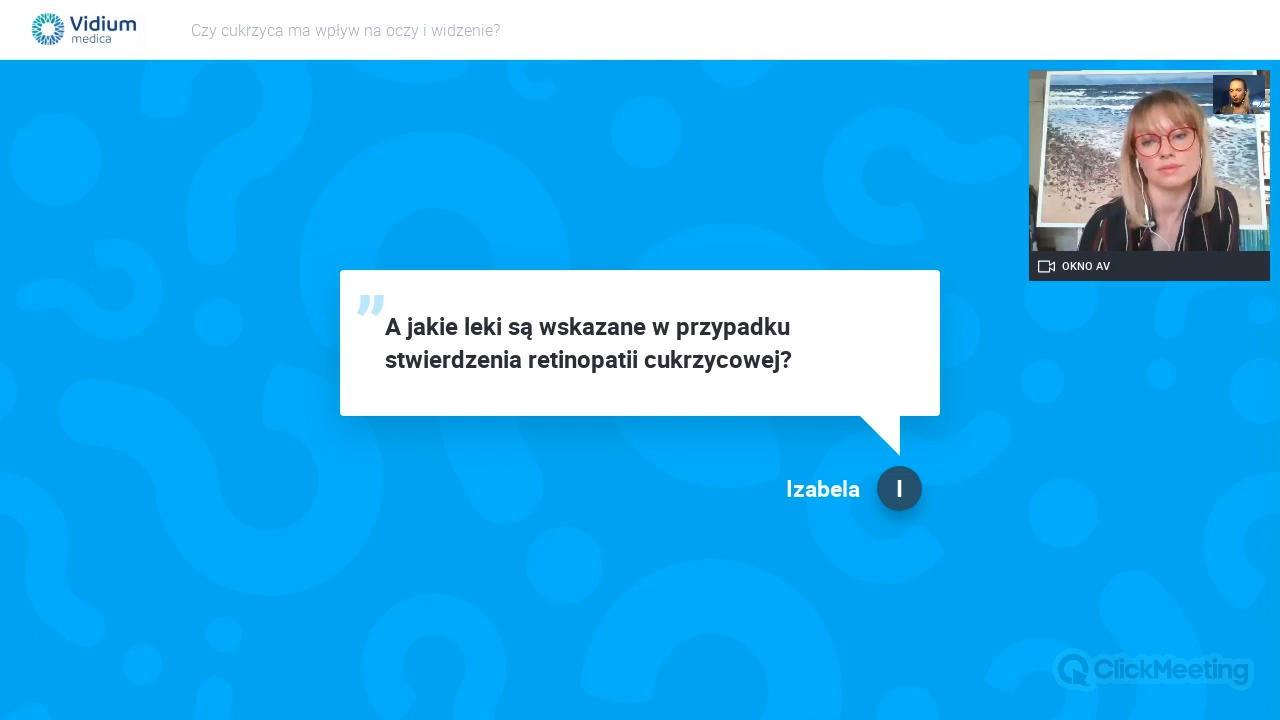 Vidium
medica
Czy cukrzyca ma wpływ na oczy i widzenie?
OKNO AV
”
A jakie leki są wskazane w przypadku
stwierdzenia retinopatii cukrzycowej?
Izabela
I
ClickMeeting